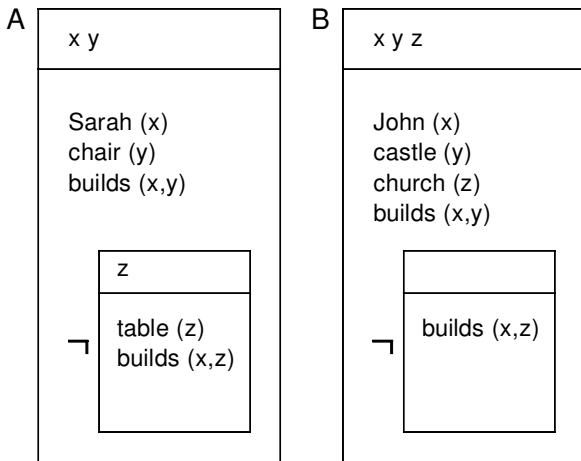 A
x y
Sarah (x)
chair (y)
builds (x,y)
z
¬
table (z)
builds (x,z)
B
x y z
John (x)
castle (y)
church (z)
builds (x,y)
¬
builds (x,z)